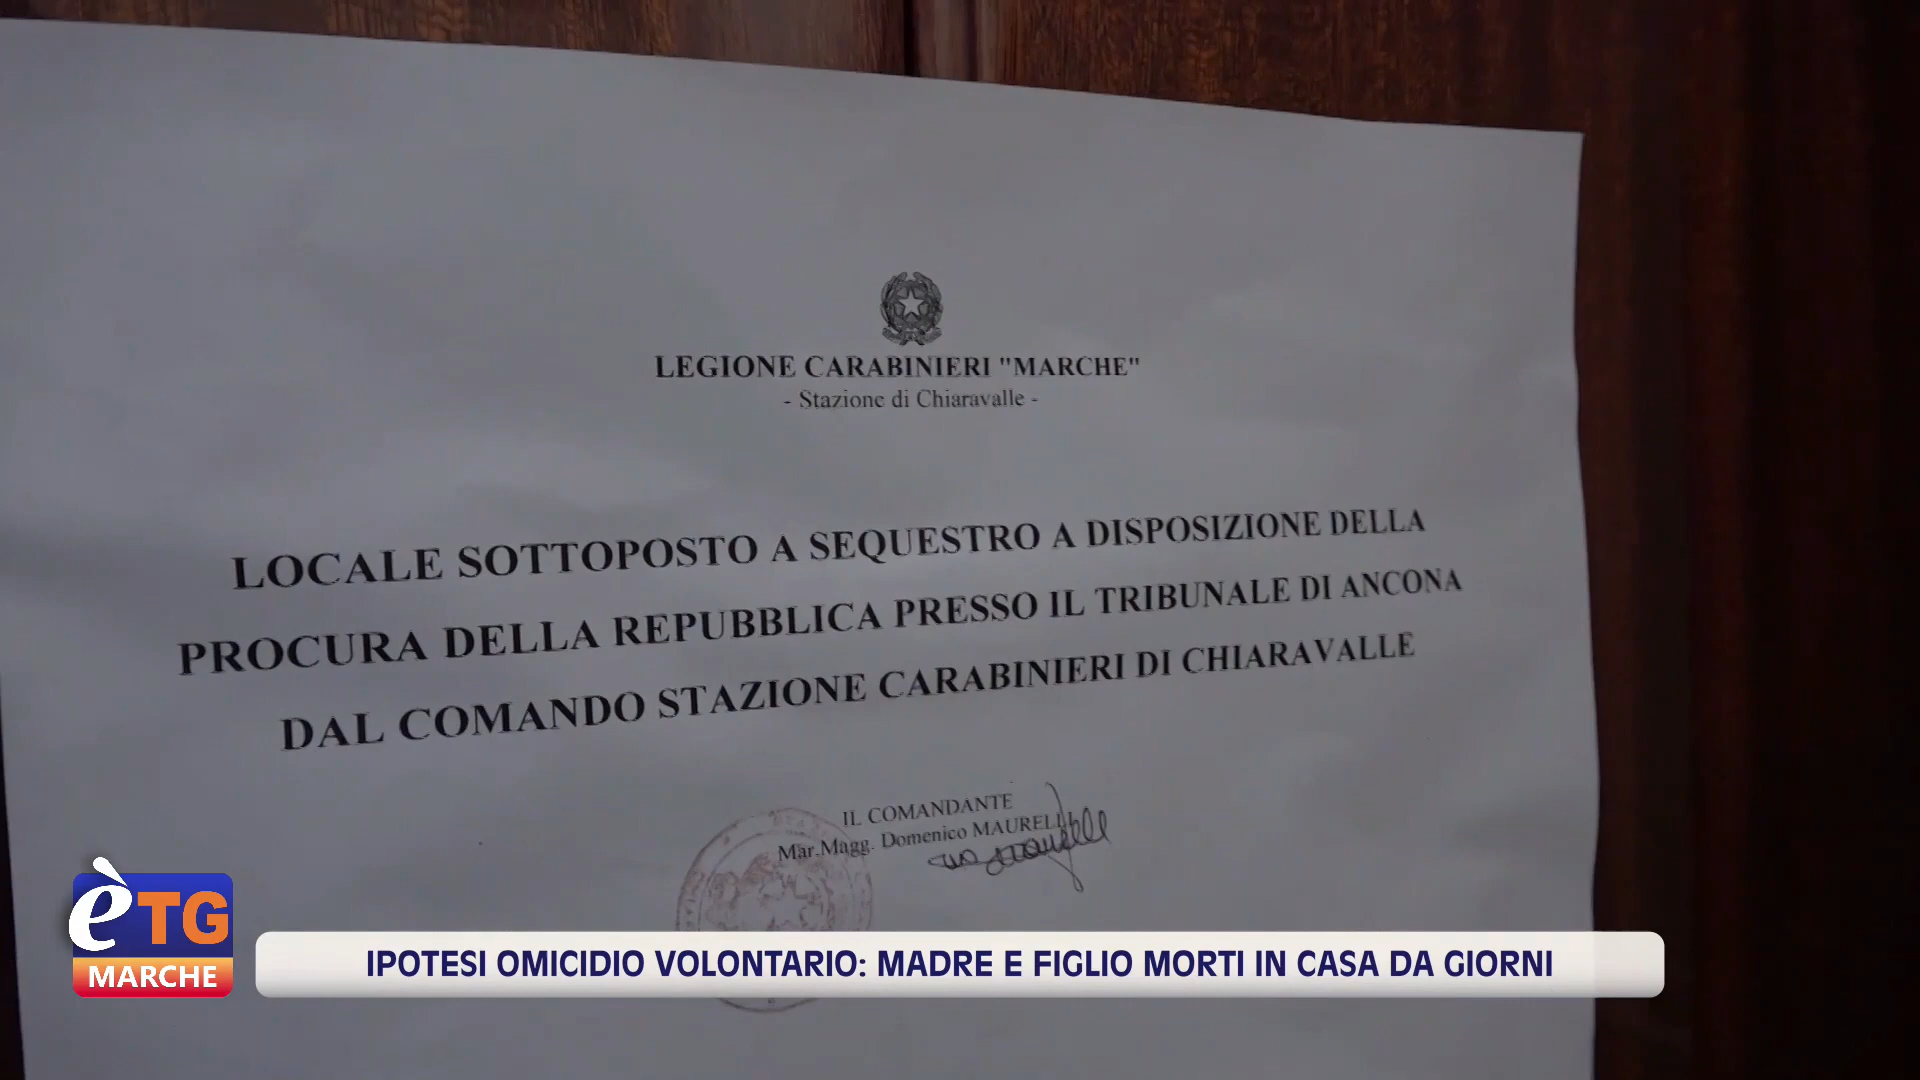 LEGIONE CARABINIERI "MARCHE"
- Stazione di Chiaravalle -
LOCALE SOTTOPOSTO A SEQUESTRO A DISPOSIZIONE DELLA
PROCURA DELLA REPUBBLICA PRESSO IL TRIBUNALE DI ANCONA
DAL COMANDO STAZIONE CARABINIERI DI CHIARAVALLE
IL COMANDANTE
Mar.Magg. Domenico MAURELLI
èTG
MARCHE
IPOTESI OMICIDIO VOLONTARIO: MADRE E FIGLIO MORTI IN CASA DA GIORNI